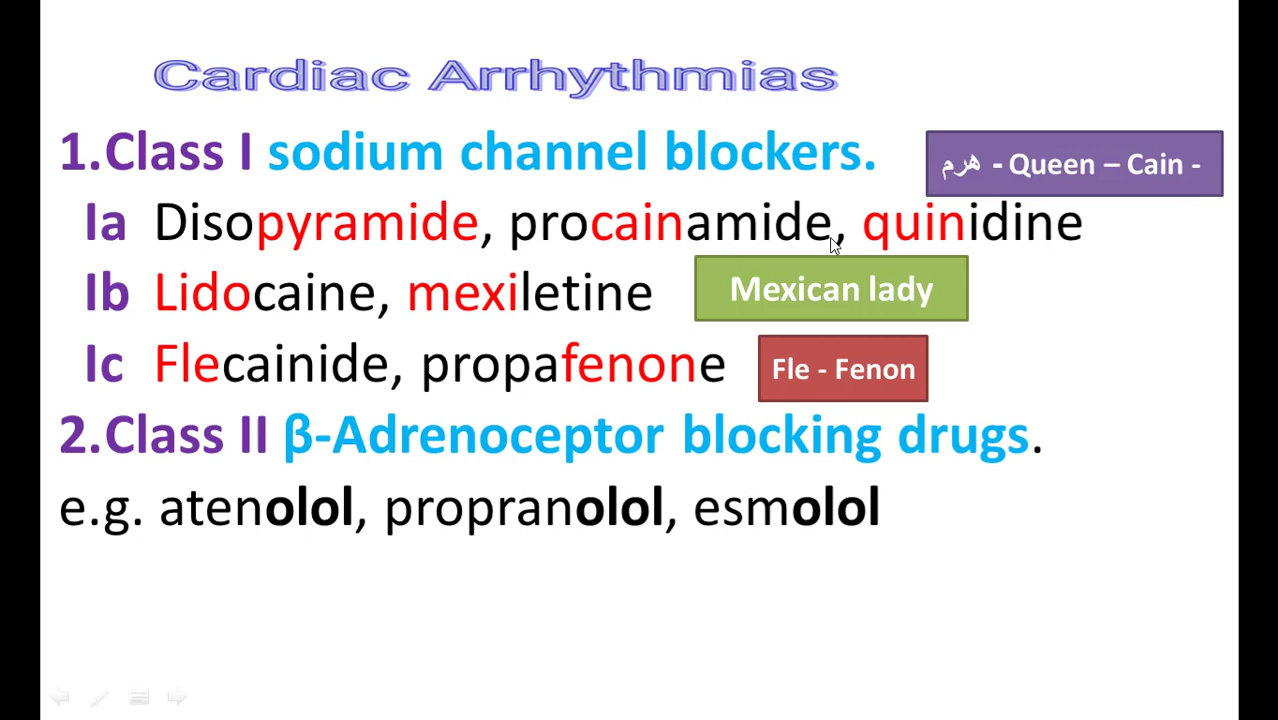 Cardiac Arrhythmias
1.Class I sodium channel blockers.
هرم - Queen – Cain -
Ia Disopyramide, procainamide, quinidine
Ib Lidocaine, mexiletine
Mexican lady
Ic Flecainide, propafenone
Fle - Fenon
2.Class II β-Adrenoceptor blocking drugs.
e.g. atenolol, propranolol, esmolol